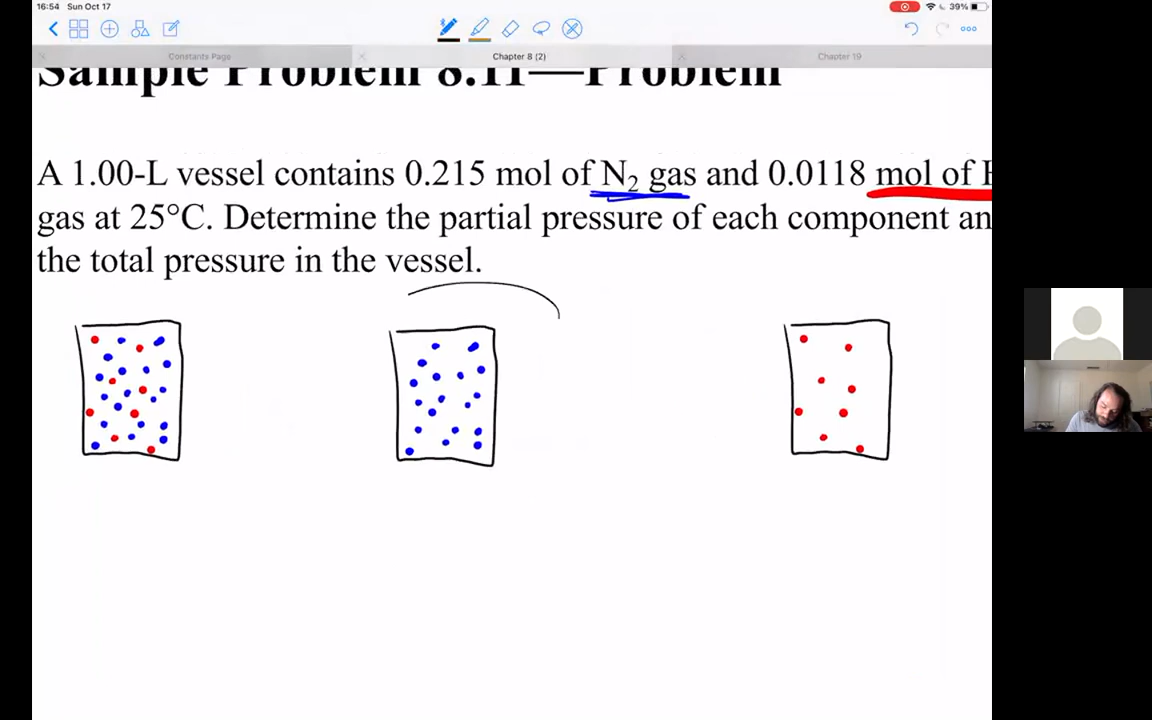 16:54 Sun Oct 17
39%
Constants Page
Chapter 8 (2)
Chapter 19
Sample Problem 8.11—Problem
A 1.00-L vessel contains 0.215 mol of N₂ gas and 0.0118 mol of
gas at 25°C. Determine the partial pressure of each component an
the total pressure in the vessel.